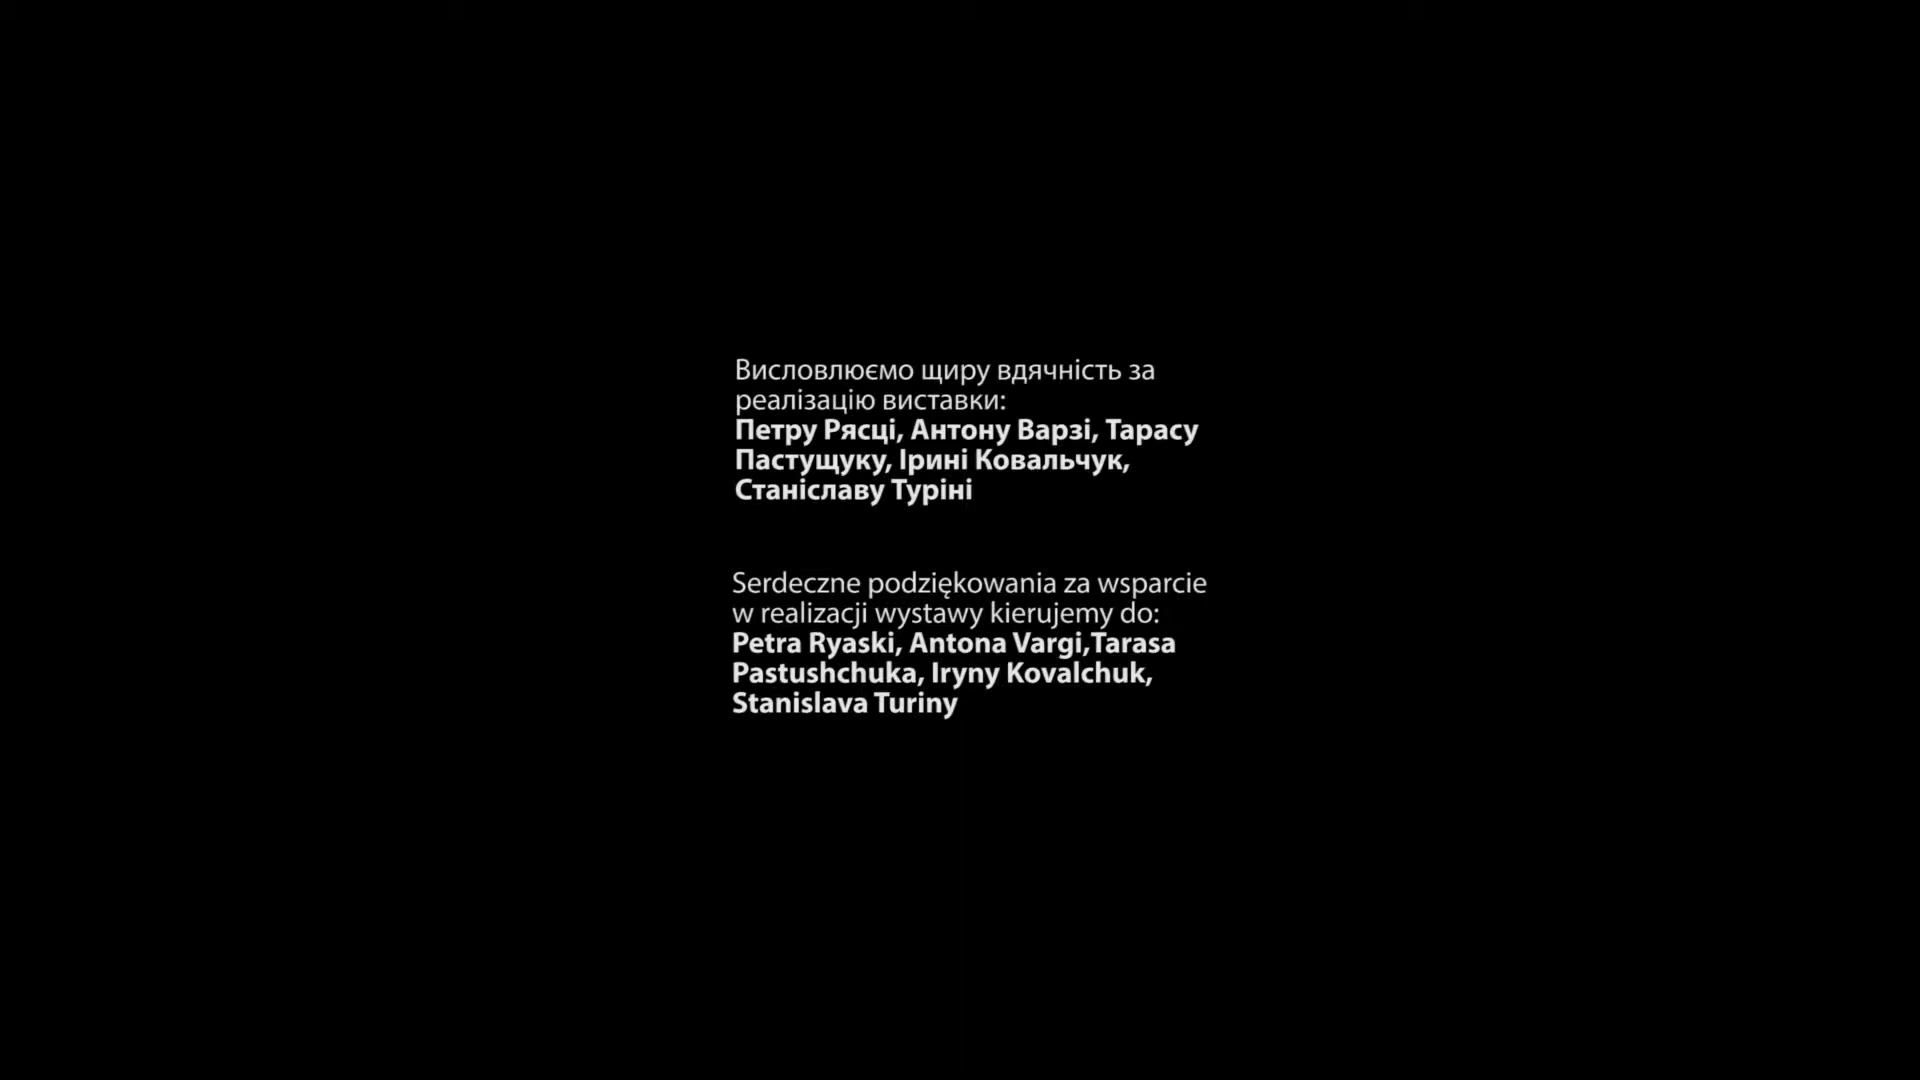 Висловлюємо щиру вдячність за
реалізацію виставки:
Петру Рясці, Антону Варзі, Тарасу
Пастущуку, Ірині Ковальчук,
Станіславу Туріні
Serdeczne podziękowania za wsparcie
w realizacji wystawy kierujemy do:
Petra Ryaski, Antona Vargi,Tarasa
Pastushchuka, Iryny Kovalchuk,
Stanislava Turiny